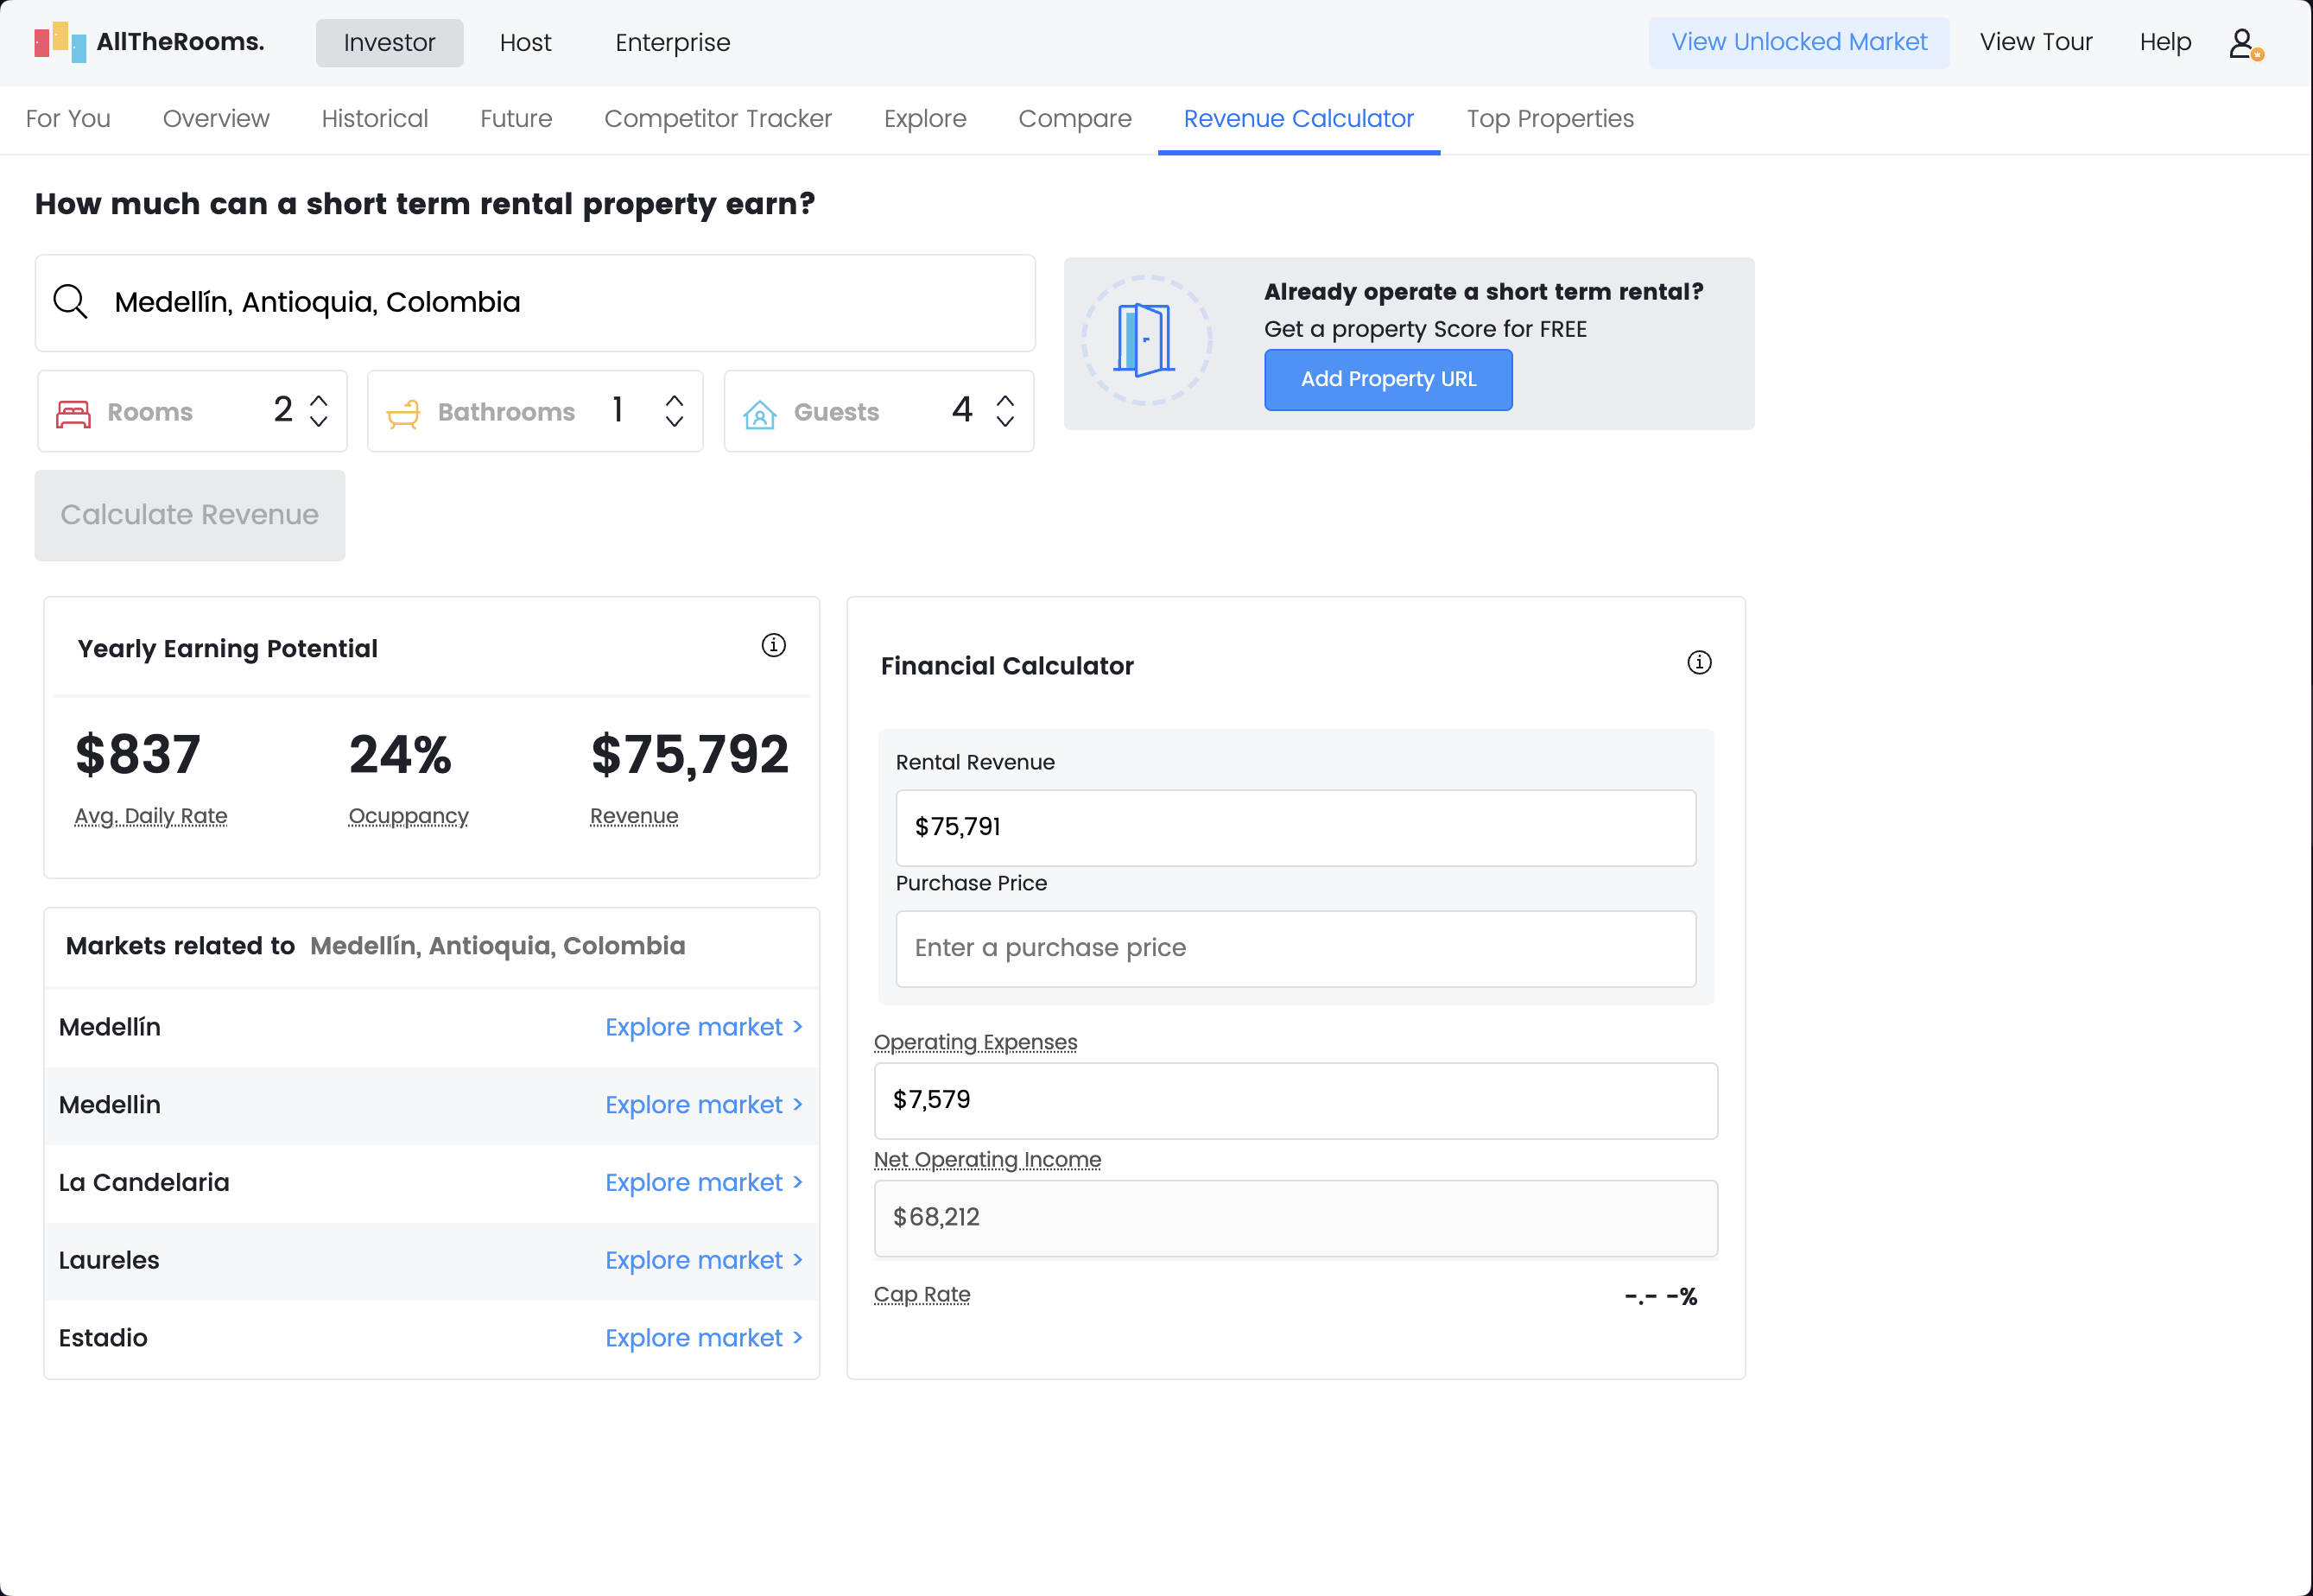 AllTheRooms. Investor Host Enterprise View Unlocked Market View Tour Help
For You Overview Historical Future Competitor Tracker Explore Compare Revenue Calculator Top Properties
How much can a short term rental property earn?
Medellín, Antioquia, Colombia
Rooms 2 Bathrooms 1 Guests 4
Already operate a short term rental?
Get a property Score for FREE
Add Property URL
Calculate Revenue
Yearly Earning Potential
$837 24% $75,792
Avg. Daily Rate Ocuppancy Revenue
Markets related to Medellín, Antioquia, Colombia
Medellín Explore market >
Medellin Explore market >
La Candelaria Explore market >
Laureles Explore market >
Estadio Explore market >
Financial Calculator
Rental Revenue
$75,791
Purchase Price
Enter a purchase price
Operating Expenses
$7,579
Net Operating Income
$68,212
Cap Rate -.- -%